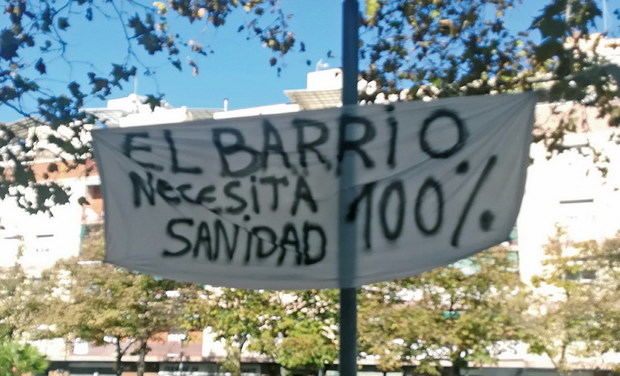 EL BARRiO
NECESiTA
SANiDAD 100%